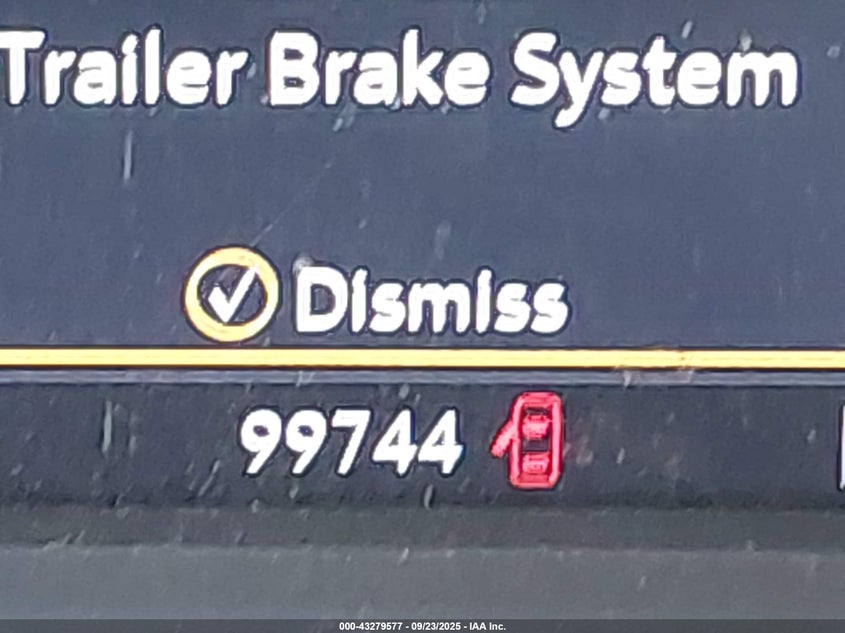 Trailer Brake System
Dismiss
99744
000-43279577 - 09/23/2025 - IAA Inc.